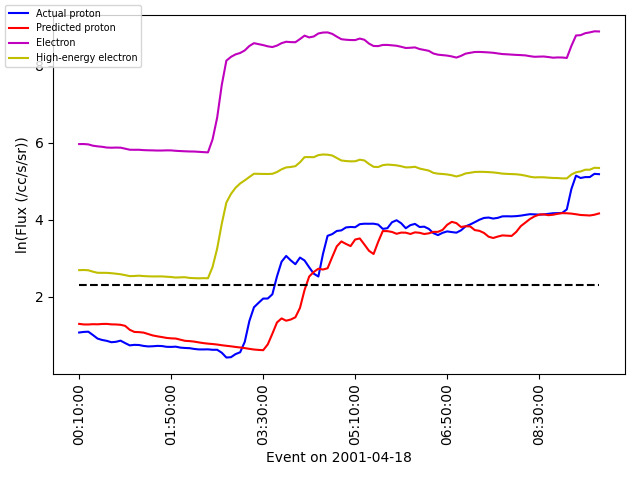 Actual proton
Predicted proton
Electron
High-energy electron
8
6
4
2
ln(Flux (/cc/s/sr))
00:10:00
01:50:00
03:30:00
05:10:00
06:50:00
08:30:00
Event on 2001-04-18